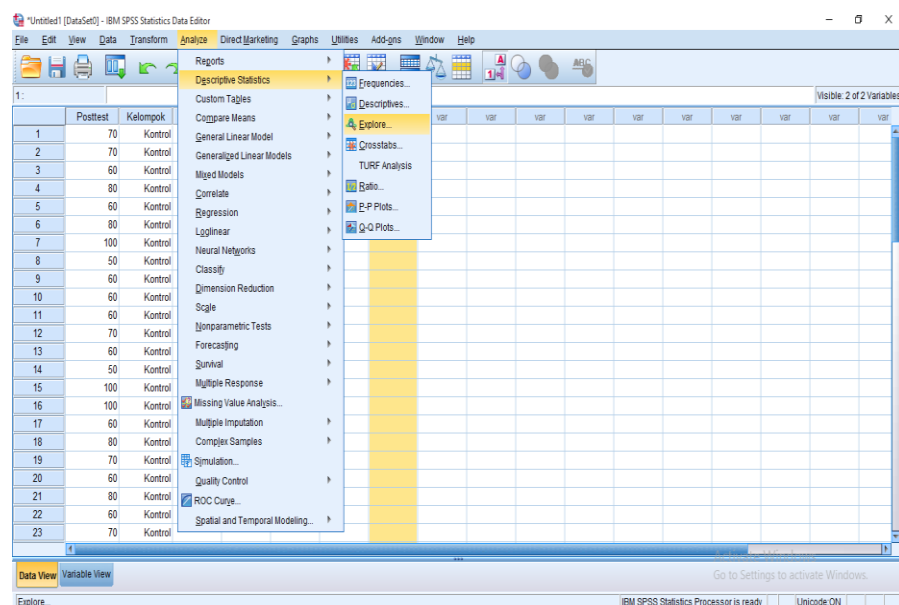 *Untitled1 [DataSet0] - IBM SPSS Statistics Data Editor
File Edit View Data Transform Analyze Direct Marketing Graphs Utilities Add-ons Window Help
1 :
Visible: 2 of 2 Variables
Posttest Kelompok var var var var var var var var var
1 70 Kontrol
2 70 Kontrol
3 60 Kontrol
4 80 Kontrol
5 60 Kontrol
6 80 Kontrol
7 100 Kontrol
8 50 Kontrol
9 60 Kontrol
10 60 Kontrol
11 60 Kontrol
12 70 Kontrol
13 60 Kontrol
14 50 Kontrol
15 100 Kontrol
16 100 Kontrol
17 60 Kontrol
18 80 Kontrol
19 70 Kontrol
20 60 Kontrol
21 80 Kontrol
22 60 Kontrol
23 70 Kontrol
Reports
Descriptive Statistics
Custom Tables
Compare Means
General Linear Model
Generalized Linear Models
Mixed Models
Correlate
Regression
Loglinear
Neural Networks
Classify
Dimension Reduction
Scale
Nonparametric Tests
Forecasting
Survival
Multiple Response
Missing Value Analysis...
Multiple Imputation
Complex Samples
Simulation...
Quality Control
ROC Curve...
Spatial and Temporal Modeling...
Frequencies...
Descriptives...
Explore...
Crosstabs...
TURF Analysis
Ratio...
P-P Plots...
Q-Q Plots...
Data View Variable View
Go to Settings to activate Windows.
Explore...
IBM SPSS Statistics Processor is ready
Unicode:ON